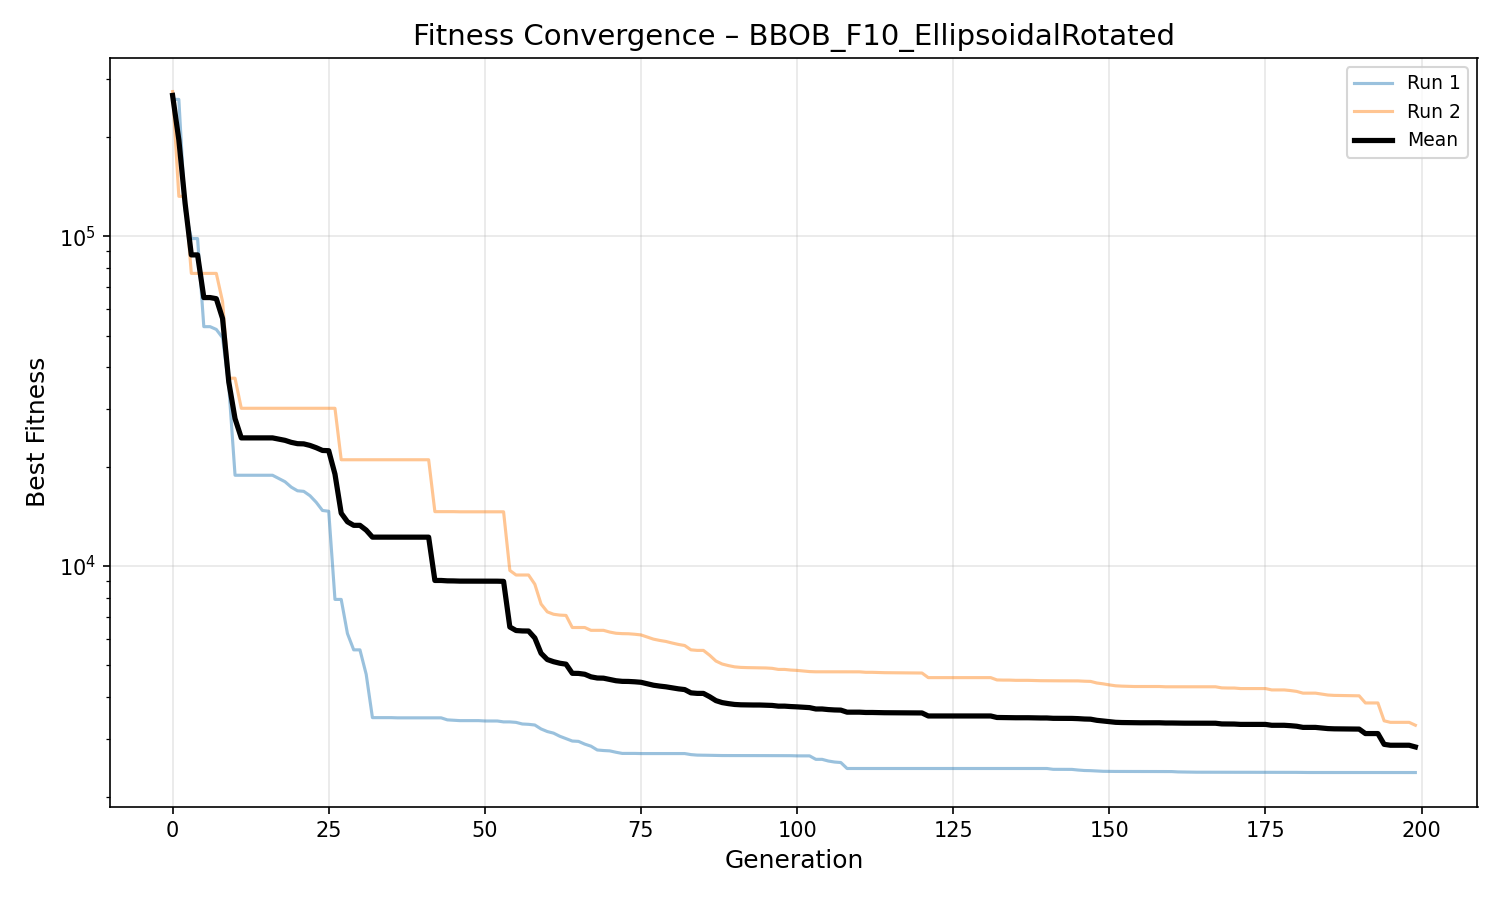 Fitness Convergence – BBOB_F10_EllipsoidalRotated
Run 1
Run 2
Mean
Best Fitness
10^5
10^4
0 25 50 75 100 125 150 175 200
Generation